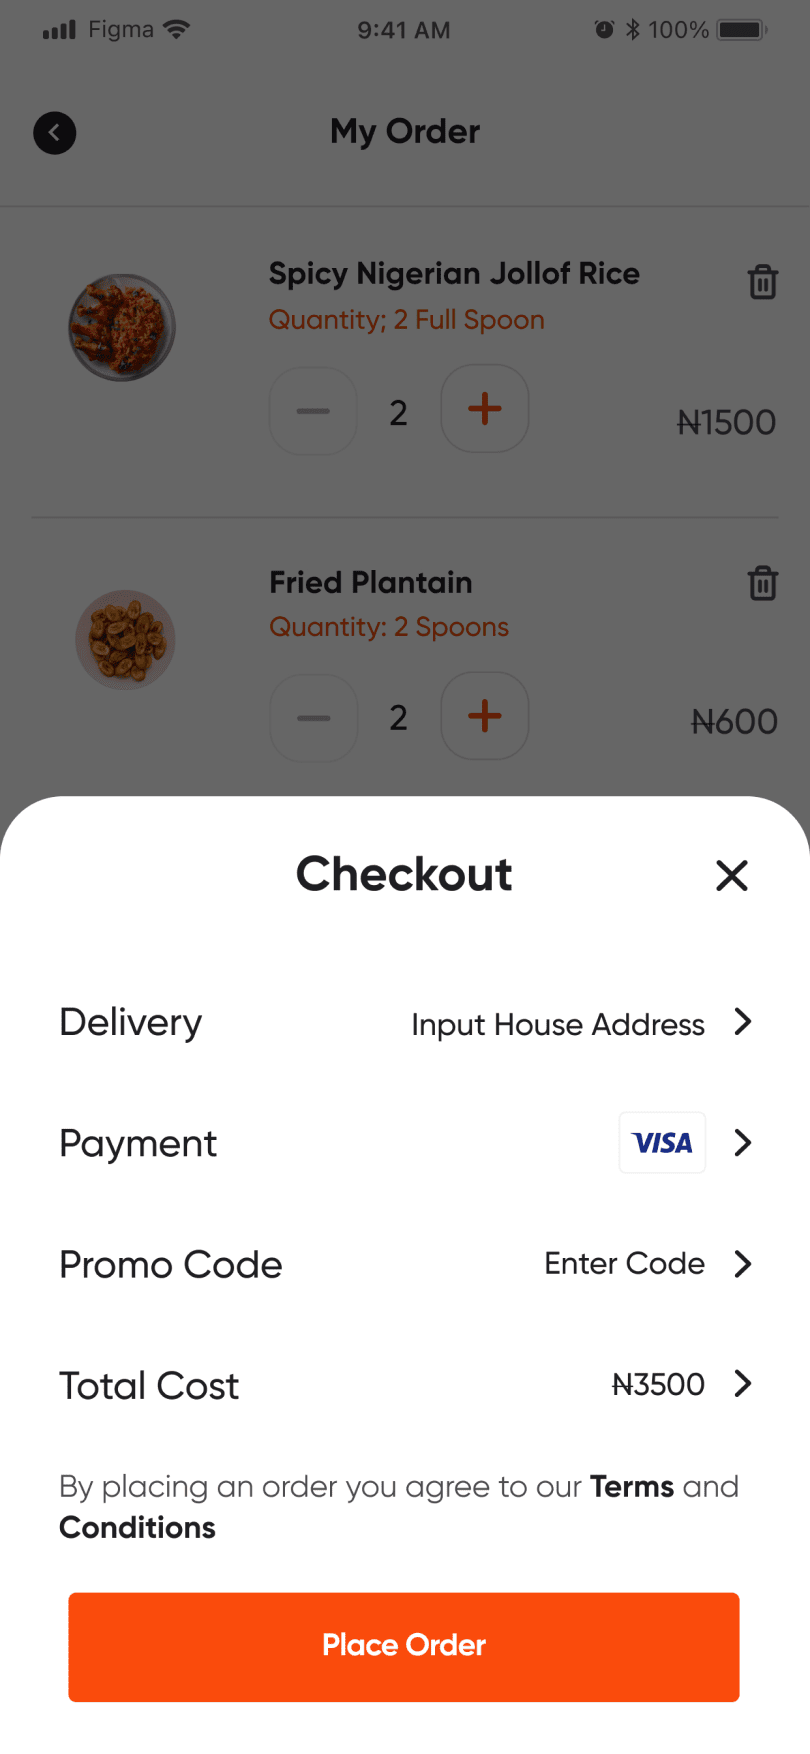 Figma 9:41 AM 100%
My Order
Spicy Nigerian Jollof Rice
Quantity; 2 Full Spoon
2
₦1500
Fried Plantain
Quantity: 2 Spoons
2
₦600
Checkout
Delivery Input House Address
Payment VISA
Promo Code Enter Code
Total Cost ₦3500
By placing an order you agree to our Terms and
Conditions
Place Order